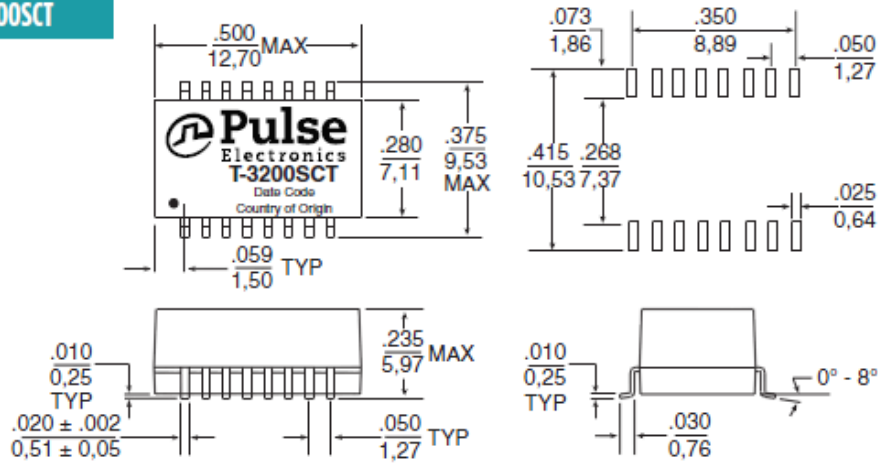 00SCT
.500
12,70 MAX
Pulse
Electronics
T-3200SCT
Date Code
Country of Origin
.280
7,11
.375
9,53
MAX
.059
1,50 TYP
.073
1,86
.350
8,89
.050
1,27
.415
10,53
.268
7,37
.025
0,64
.010
0,25
TYP
.020 ± .002
0,51 ± 0,05
.235
5,97 MAX
.050
1,27 TYP
.010
0,25
TYP
.030
0,76
0° - 8°